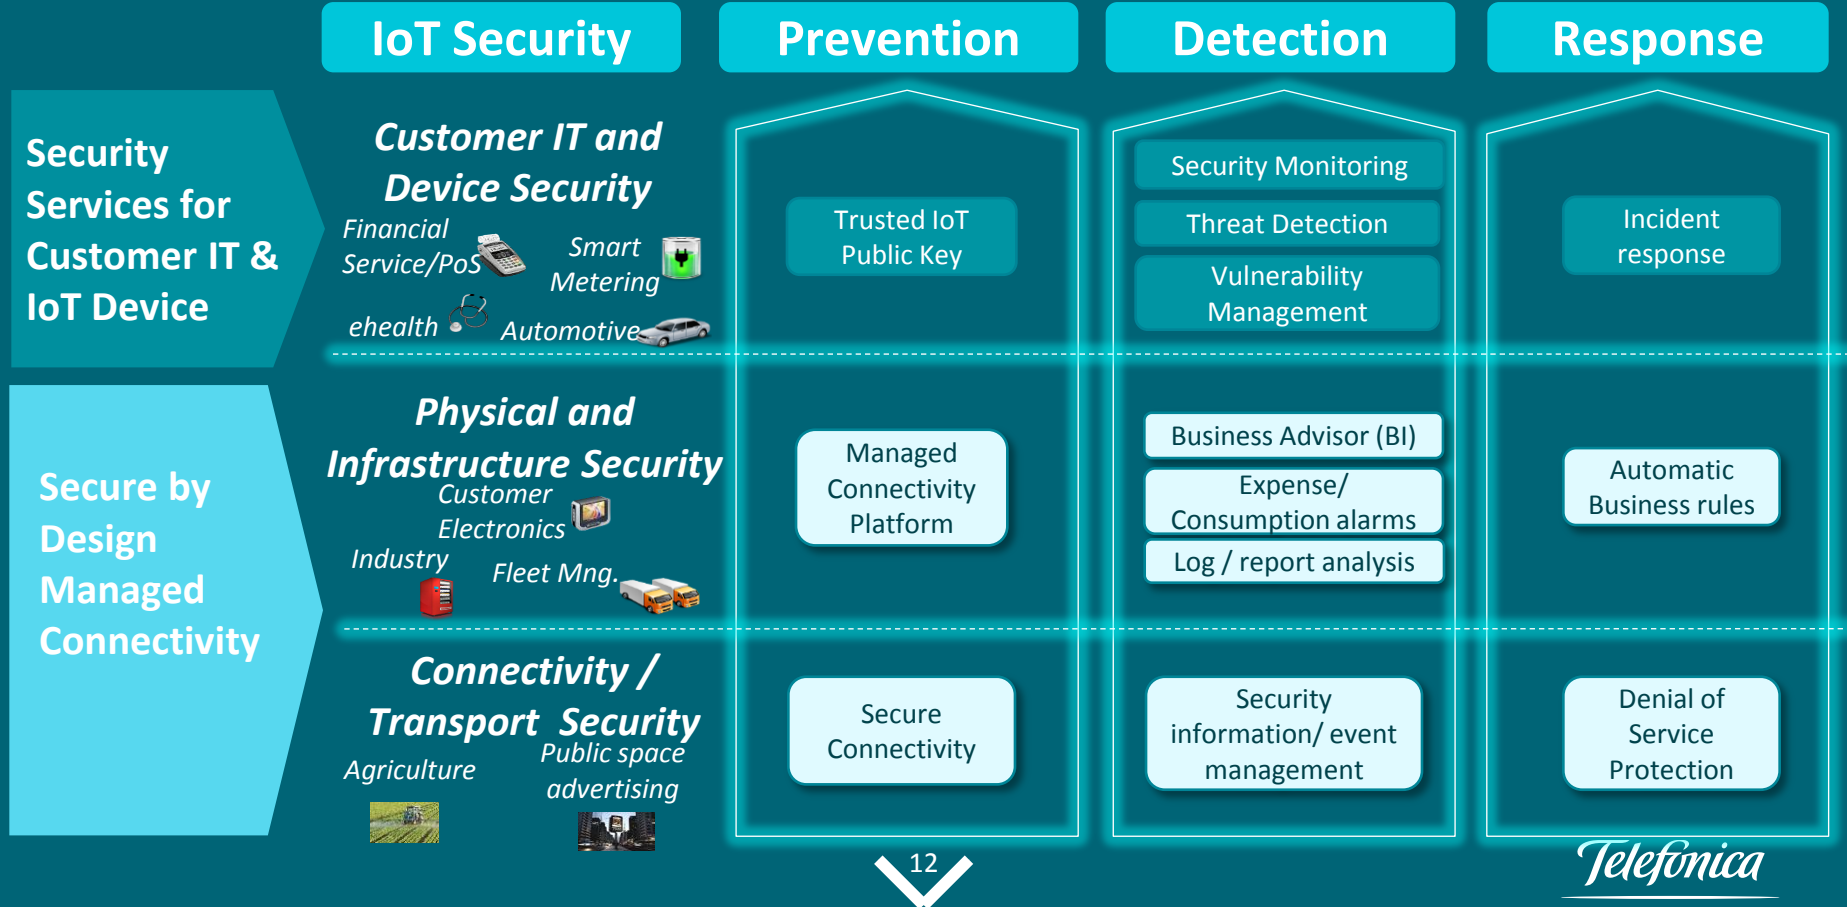 IoT Security
Prevention
Detection
Response
Security
Services for
Customer IT &
IoT Device
Customer IT and
Device Security
Financial
Service/PoS
Smart
Metering
ehealth
Automotive
Trusted IoT
Public Key
Security Monitoring
Threat Detection
Vulnerability
Management
Incident
response
Secure by
Design
Managed
Connectivity
Physical and
Infrastructure Security
Customer
Electronics
Industry
Fleet Mng.
Managed
Connectivity
Platform
Business Advisor (BI)
Expense/
Consumption alarms
Log / report analysis
Automatic
Business rules
Connectivity /
Transport Security
Agriculture
Public space
advertising
Secure
Connectivity
Security
information/ event
management
Denial of
Service
Protection
12
Telefónica